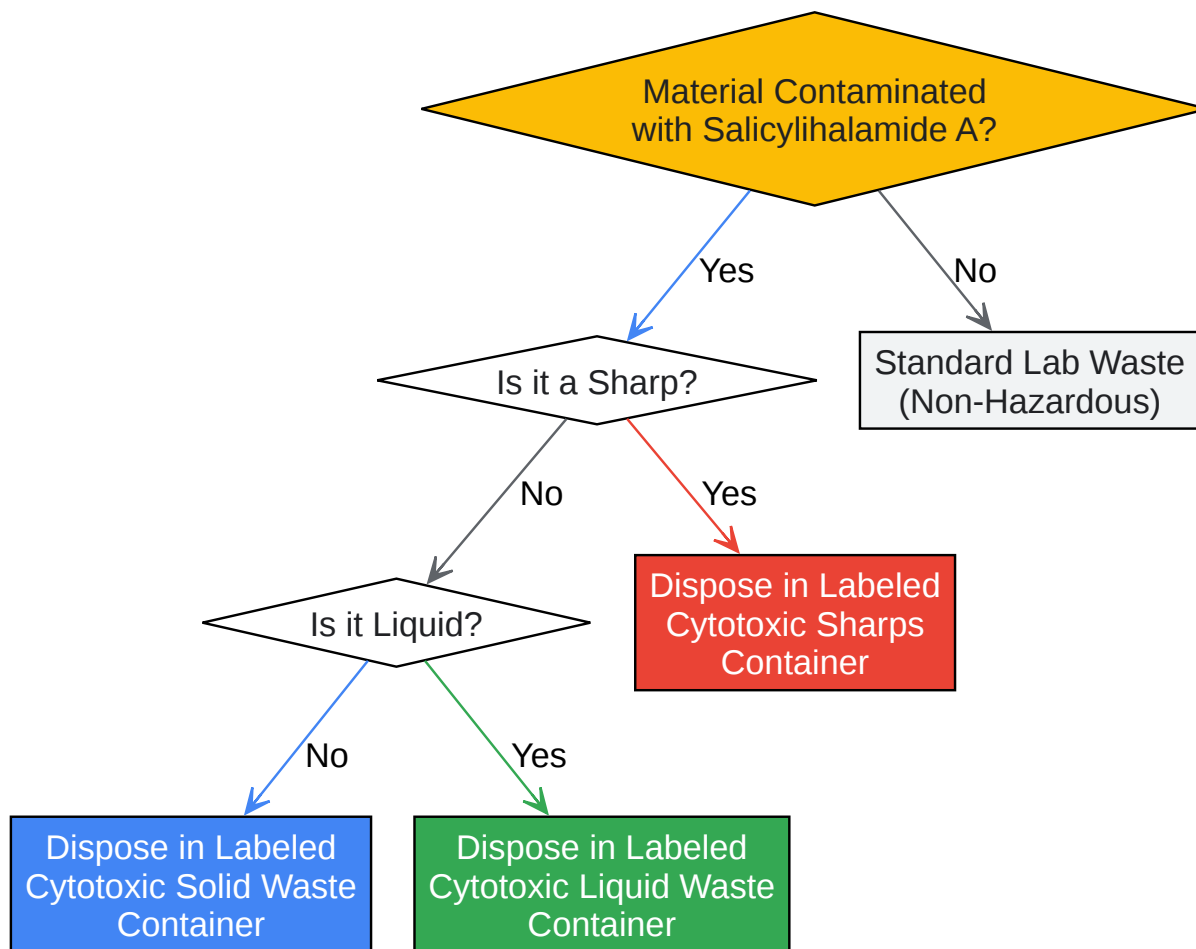 Material Contaminated
with Salicylihalamide A?
Yes
No
Is it a Sharp?
Standard Lab Waste
(Non-Hazardous)
No
Yes
Is it Liquid?
Dispose in Labeled
Cytotoxic Sharps
Container
No
Yes
Dispose in Labeled
Cytotoxic Solid Waste
Container
Dispose in Labeled
Cytotoxic Liquid Waste
Container